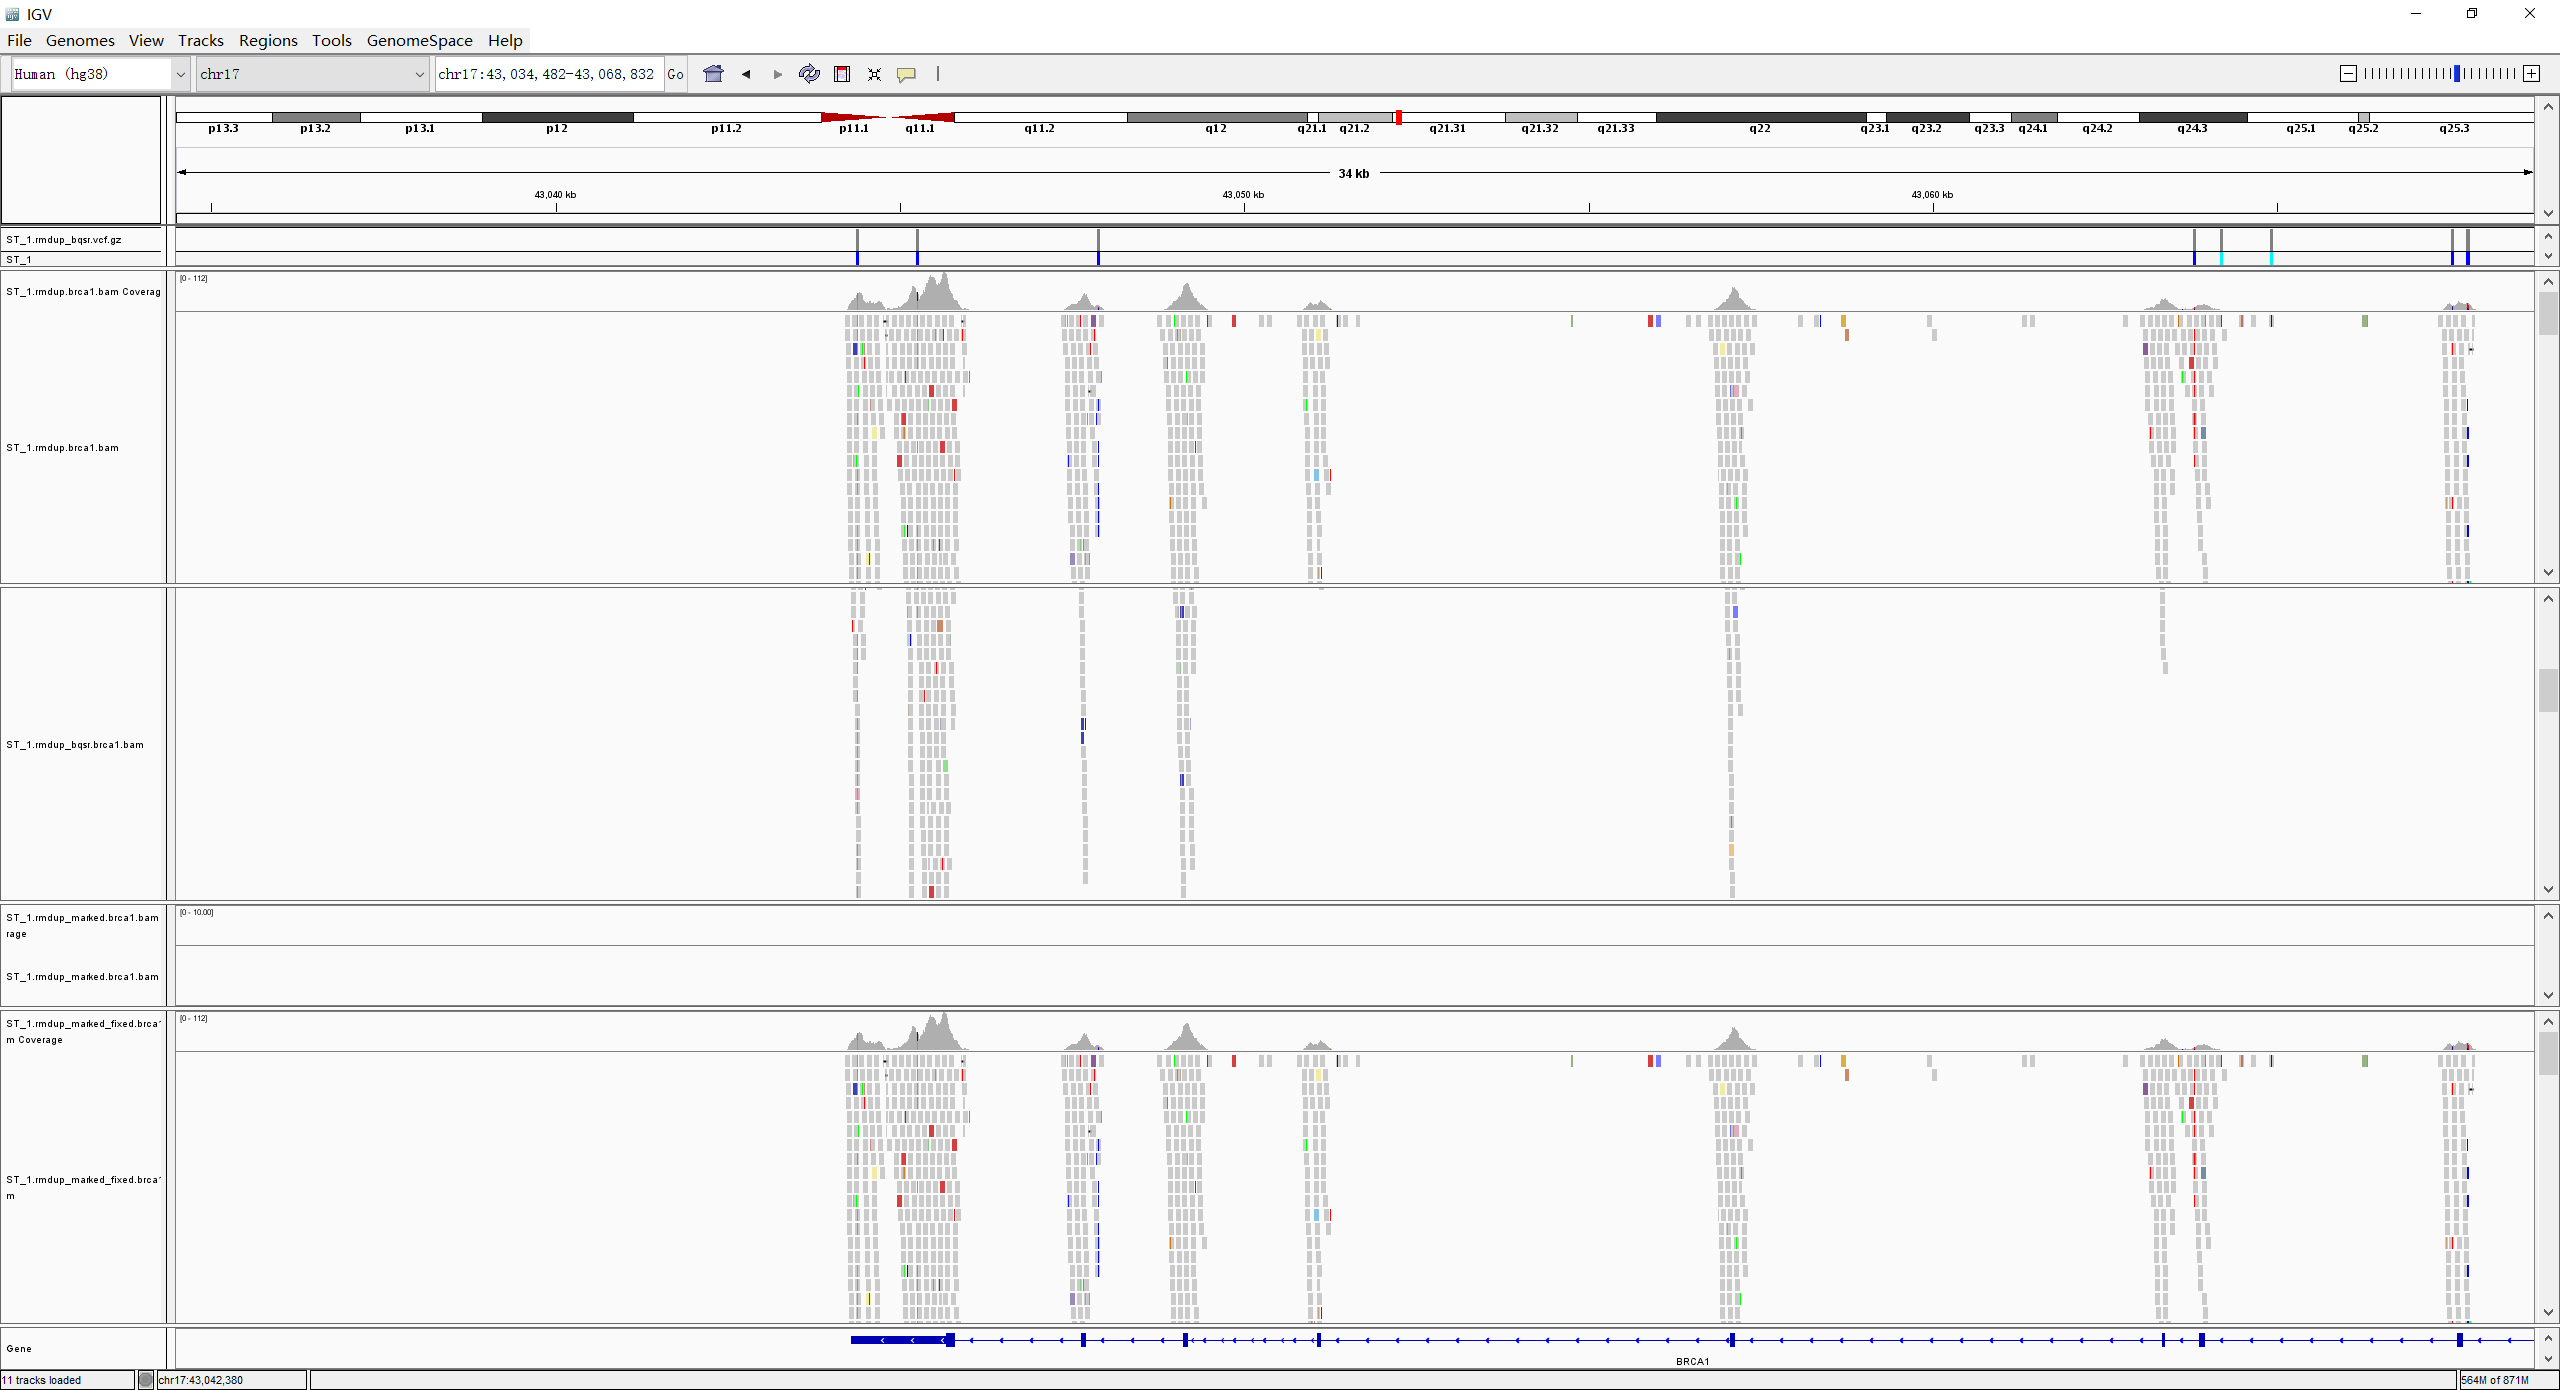 IGV
File Genomes View Tracks Regions Tools GenomeSpace Help
Human (hg38) chr17 chr17:43,034,482-43,068,832 Go
p13.3 p13.2 p13.1 p12 p11.2 p11.1 q11.1 q11.2 q12 q21.1 q21.2 q21.31 q21.32 q21.33 q22 q23.1 q23.2 q23.3 q24.1 q24.2 q24.3 q25.1 q25.2 q25.3
34 kb
43,040 kb 43,050 kb 43,060 kb
ST_1.rmdup_bqsr.vcf.gz
ST_1
[0 - 112]
ST_1.rmdup.brca1.bam Coverag
ST_1.rmdup.brca1.bam
ST_1.rmdup_bqsr.brca1.bam
[0 - 10.00]
ST_1.rmdup_marked.brca1.bam
rage
ST_1.rmdup_marked.brca1.bam
[0 - 112]
ST_1.rmdup_marked_fixed.brca1
m Coverage
ST_1.rmdup_marked_fixed.brca1
m
Gene
BRCA1
11 tracks loaded chr17:43,042,380 564M of 871M